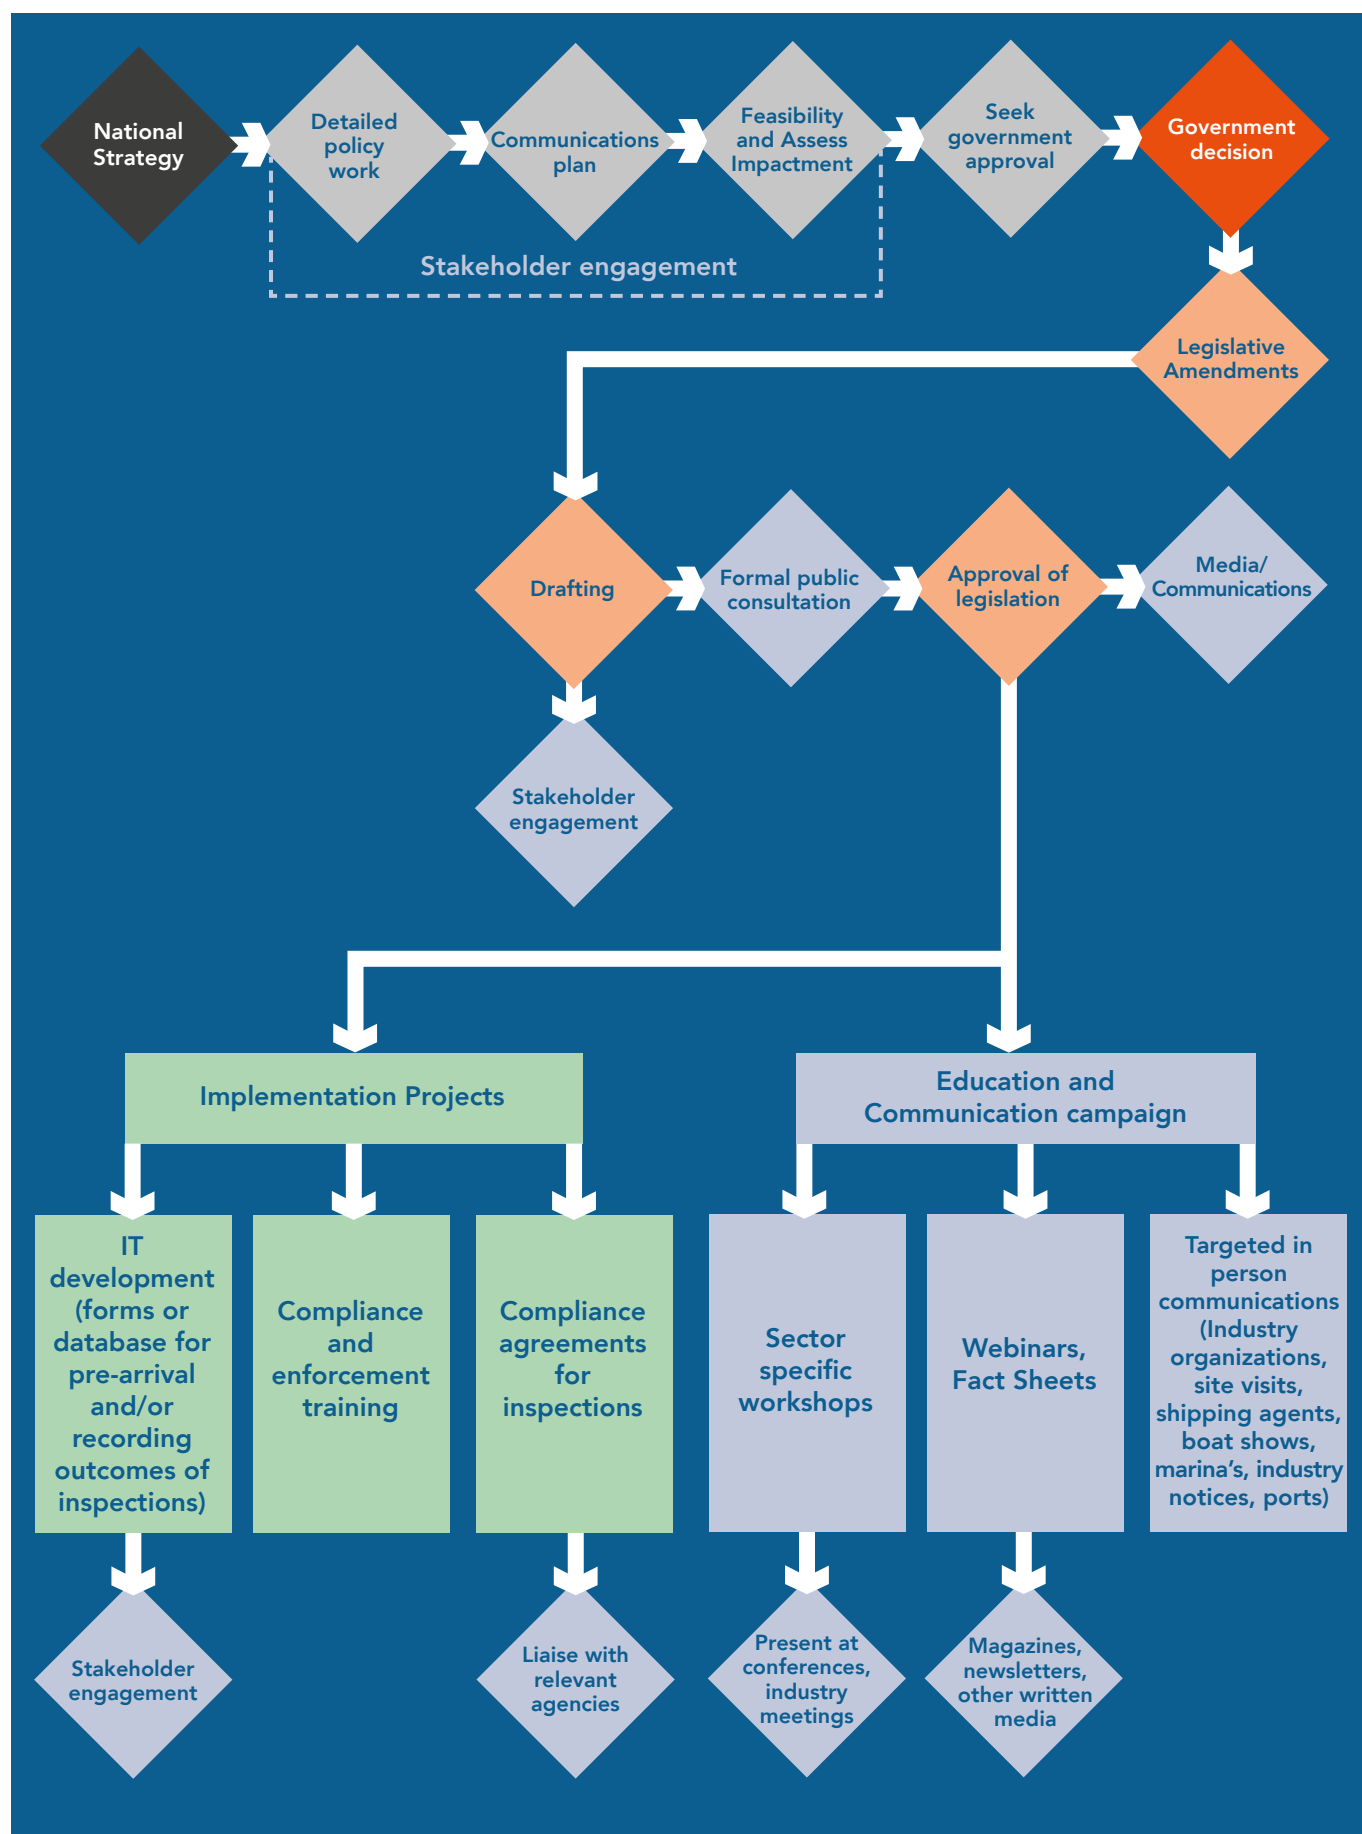 National
Strategy
Detailed
policy
work
Communications
plan
Feasibility
and Assess
Impactment
Seek
government
approval
Government
decision
Stakeholder engagement
Legislative
Amendments
Drafting
Formal public
consultation
Approval of
legislation
Media/
Communications
Stakeholder
engagement
Implementation Projects
Education and
Communication campaign
IT
development
(forms or
database for
pre-arrival
and/or
recording
outcomes of
inspections)
Compliance
and
enforcement
training
Compliance
agreements
for
inspections
Sector
specific
workshops
Webinars,
Fact Sheets
Targeted in
person
communications
(Industry
organizations,
site visits,
shipping agents,
boat shows,
marina’s, industry
notices, ports)
Stakeholder
engagement
Liaise with
relevant
agencies
Present at
conferences,
industry
meetings
Magazines,
newsletters,
other written
media